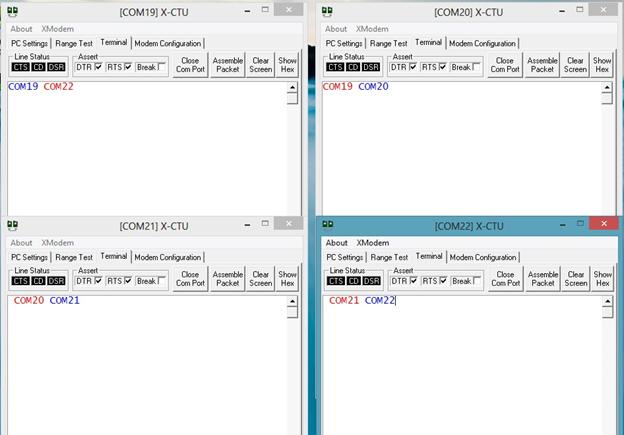 [COM19] X-CTU
About XModem
PC Settings Range Test Terminal Modem Configuration
Line Status Assert
CTS CD DSR DTR RTS Break Close Com Port Assemble Packet Clear Screen Show Hex
COM19 COM22
[COM20] X-CTU
About XModem
PC Settings Range Test Terminal Modem Configuration
Line Status Assert
CTS CD DSR DTR RTS Break Close Com Port Assemble Packet Clear Screen Show Hex
COM19 COM20
[COM21] X-CTU
About XModem
PC Settings Range Test Terminal Modem Configuration
Line Status Assert
CTS CD DSR DTR RTS Break Close Com Port Assemble Packet Clear Screen Show Hex
COM20 COM21
[COM22] X-CTU
About XModem
PC Settings Range Test Terminal Modem Configuration
Line Status Assert
CTS CD DSR DTR RTS Break Close Com Port Assemble Packet Clear Screen Show Hex
COM21 COM22